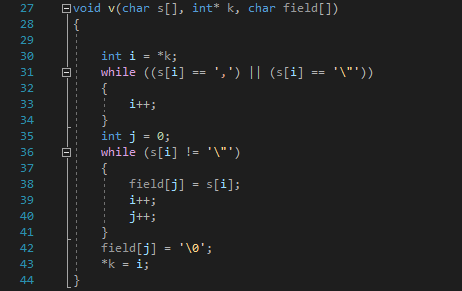 27 void v(char s[], int* k, char field[])
28 {
29
30     int i = *k;
31     while ((s[i] == ',') || (s[i] == '\"'))
32     {
33         i++;
34     }
35     int j = 0;
36     while (s[i] != '\"')
37     {
38         field[j] = s[i];
39         i++;
40         j++;
41     }
42     field[j] = '\0';
43     *k = i;
44 }